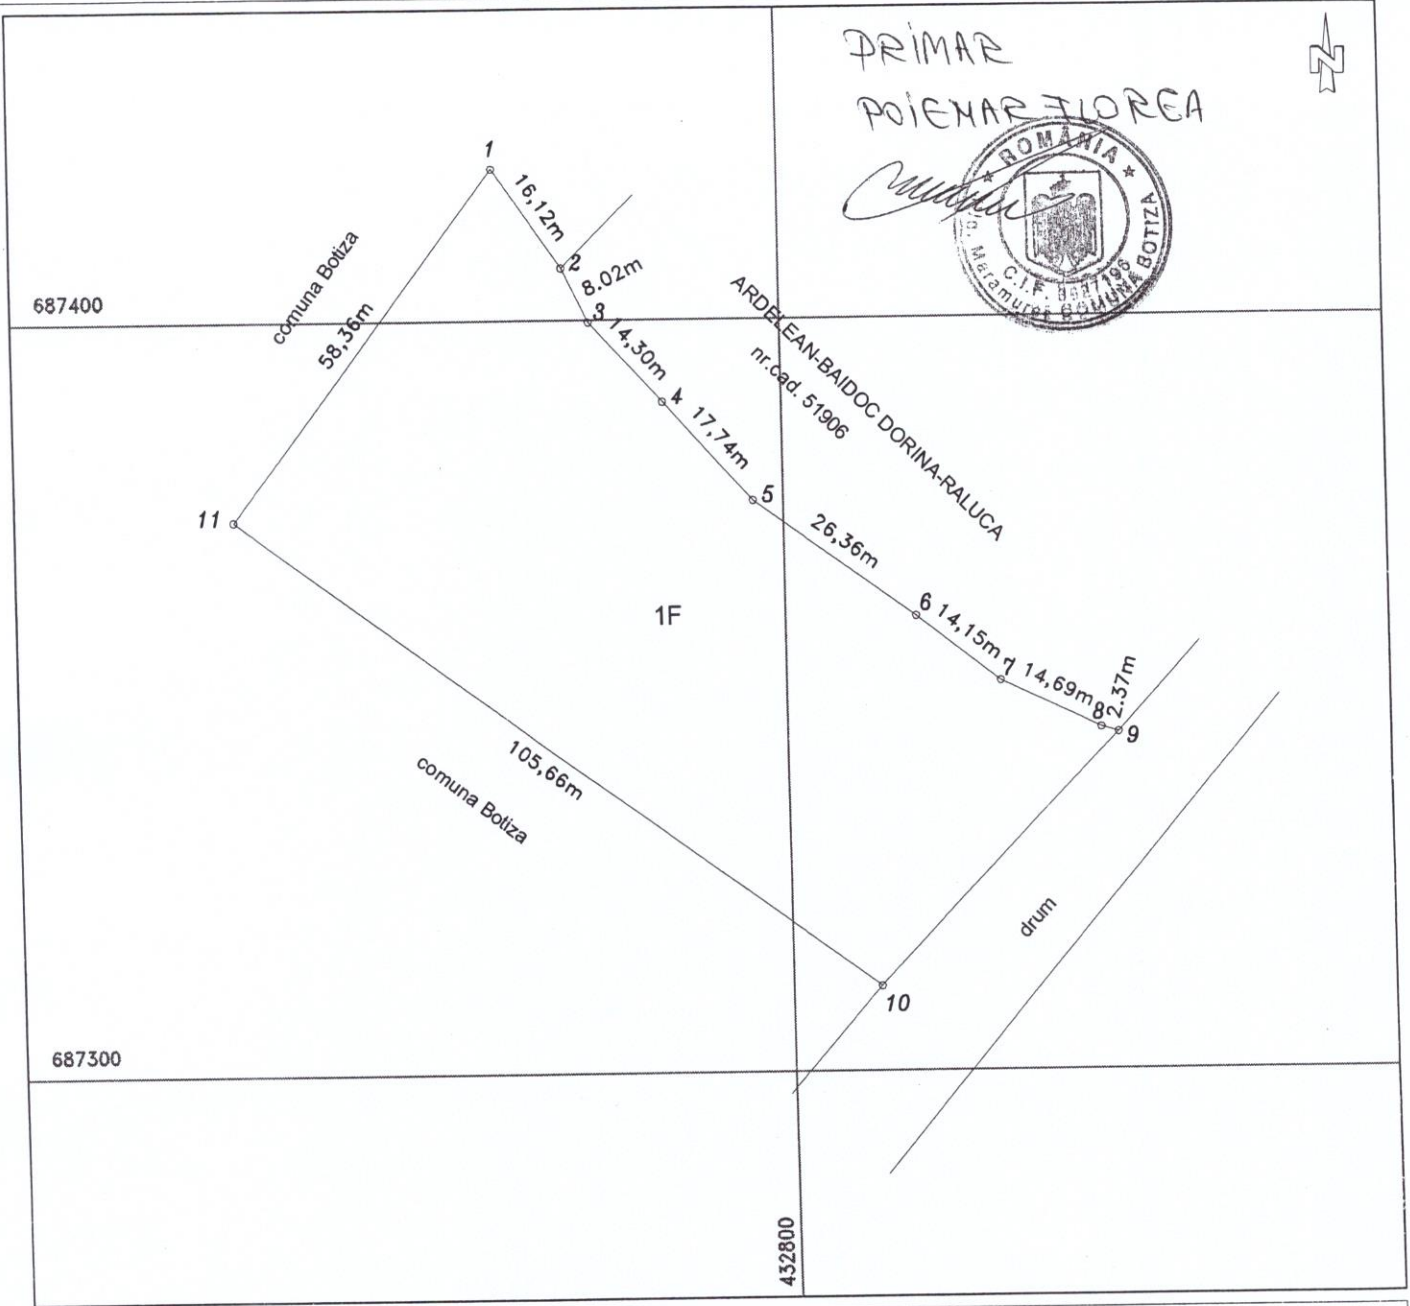 PRIMAR
POIENAR FLOREA
N
ROMÂNIA
Maramureș COMUNA BOTIZA
C.I.F.
1
16,12m
2
8.02m
comuna Botiza
58,36m
687400
3
14,30m
4
17,74m
ARDELEAN-BAIDOC DORINA-RALUCA
nr.cad. 51906
5
26,36m
11
1F
6
14,15m
7
14,69m
8
2.37m
9
105,66m
comuna Botiza
drum
10
687300
432800